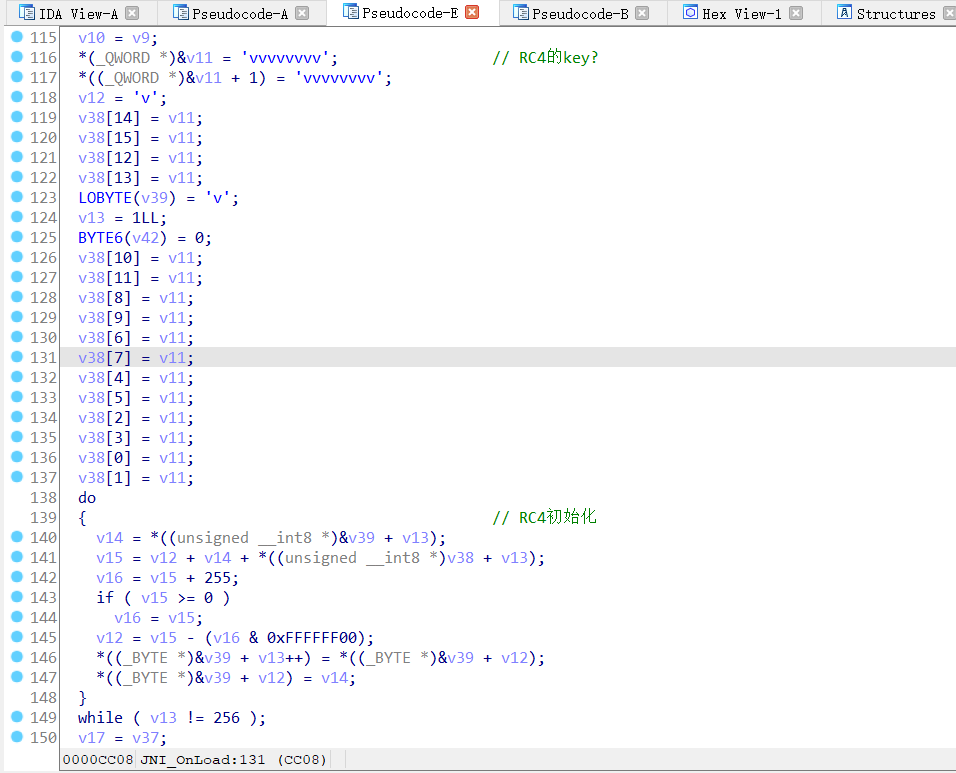 IDA View-A Pseudocode-A Pseudocode-E Pseudocode-B Hex View-1 Structures
115 v10 = v9;
116 *(_QWORD *)&v11 = 'vvvvvvvv'; // RC4的key?
117 *((_QWORD *)&v11 + 1) = 'vvvvvvvv';
118 v12 = 'v';
119 v38[14] = v11;
120 v38[15] = v11;
121 v38[12] = v11;
122 v38[13] = v11;
123 LOBYTE(v39) = 'v';
124 v13 = 1LL;
125 BYTE6(v42) = 0;
126 v38[10] = v11;
127 v38[11] = v11;
128 v38[8] = v11;
129 v38[9] = v11;
130 v38[6] = v11;
131 v38[7] = v11;
132 v38[4] = v11;
133 v38[5] = v11;
134 v38[2] = v11;
135 v38[3] = v11;
136 v38[0] = v11;
137 v38[1] = v11;
138 do
139 { // RC4初始化
140 v14 = *((unsigned __int8 *)&v39 + v13);
141 v15 = v12 + v14 + *((unsigned __int8 *)v38 + v13);
142 v16 = v15 + 255;
143 if ( v15 >= 0 )
144 v16 = v15;
145 v12 = v15 - (v16 & 0xFFFFFF00);
146 *((_BYTE *)&v39 + v13++) = *((_BYTE *)&v39 + v12);
147 *((_BYTE *)&v39 + v12) = v14;
148 }
149 while ( v13 != 256 );
150 v17 = v37;
0000CC08 JNI_OnLoad:131 (CC08)